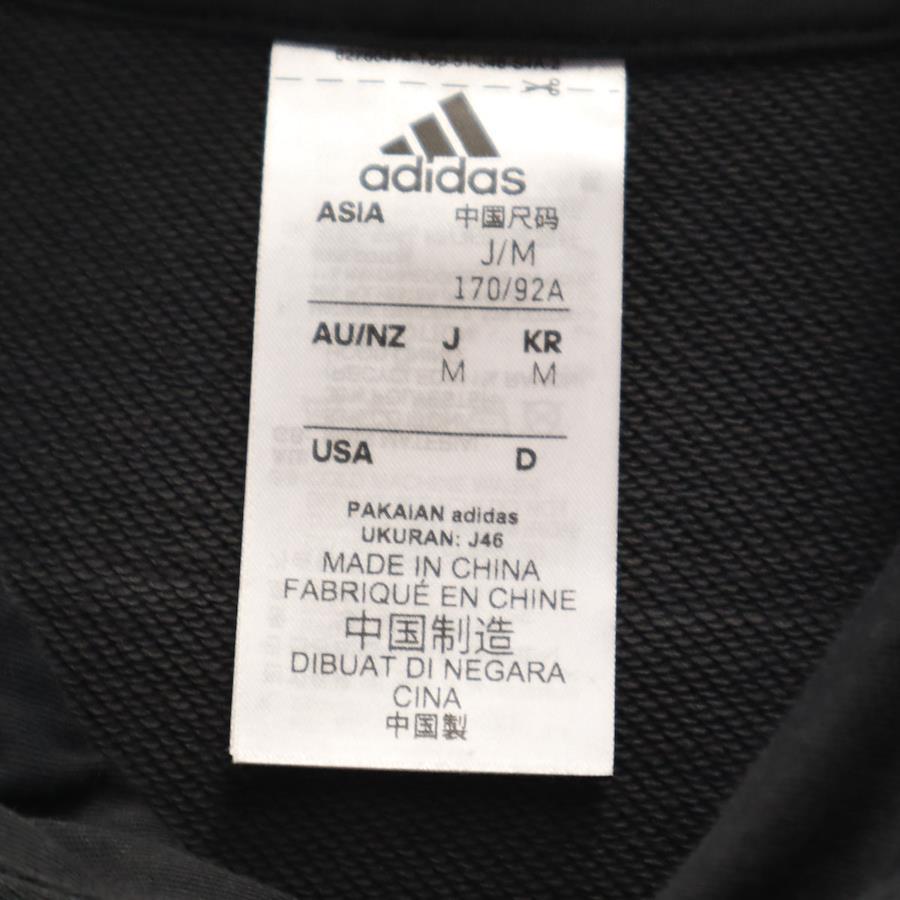 adidas
ASIA 中国尺码
J/M
170/92A
AU/NZ J KR
M M
USA D
PAKAIAN adidas
UKURAN: J46
MADE IN CHINA
FABRIQUÉ EN CHINE
中国制造
DIBUAT DI NEGARA
CINA
中国製